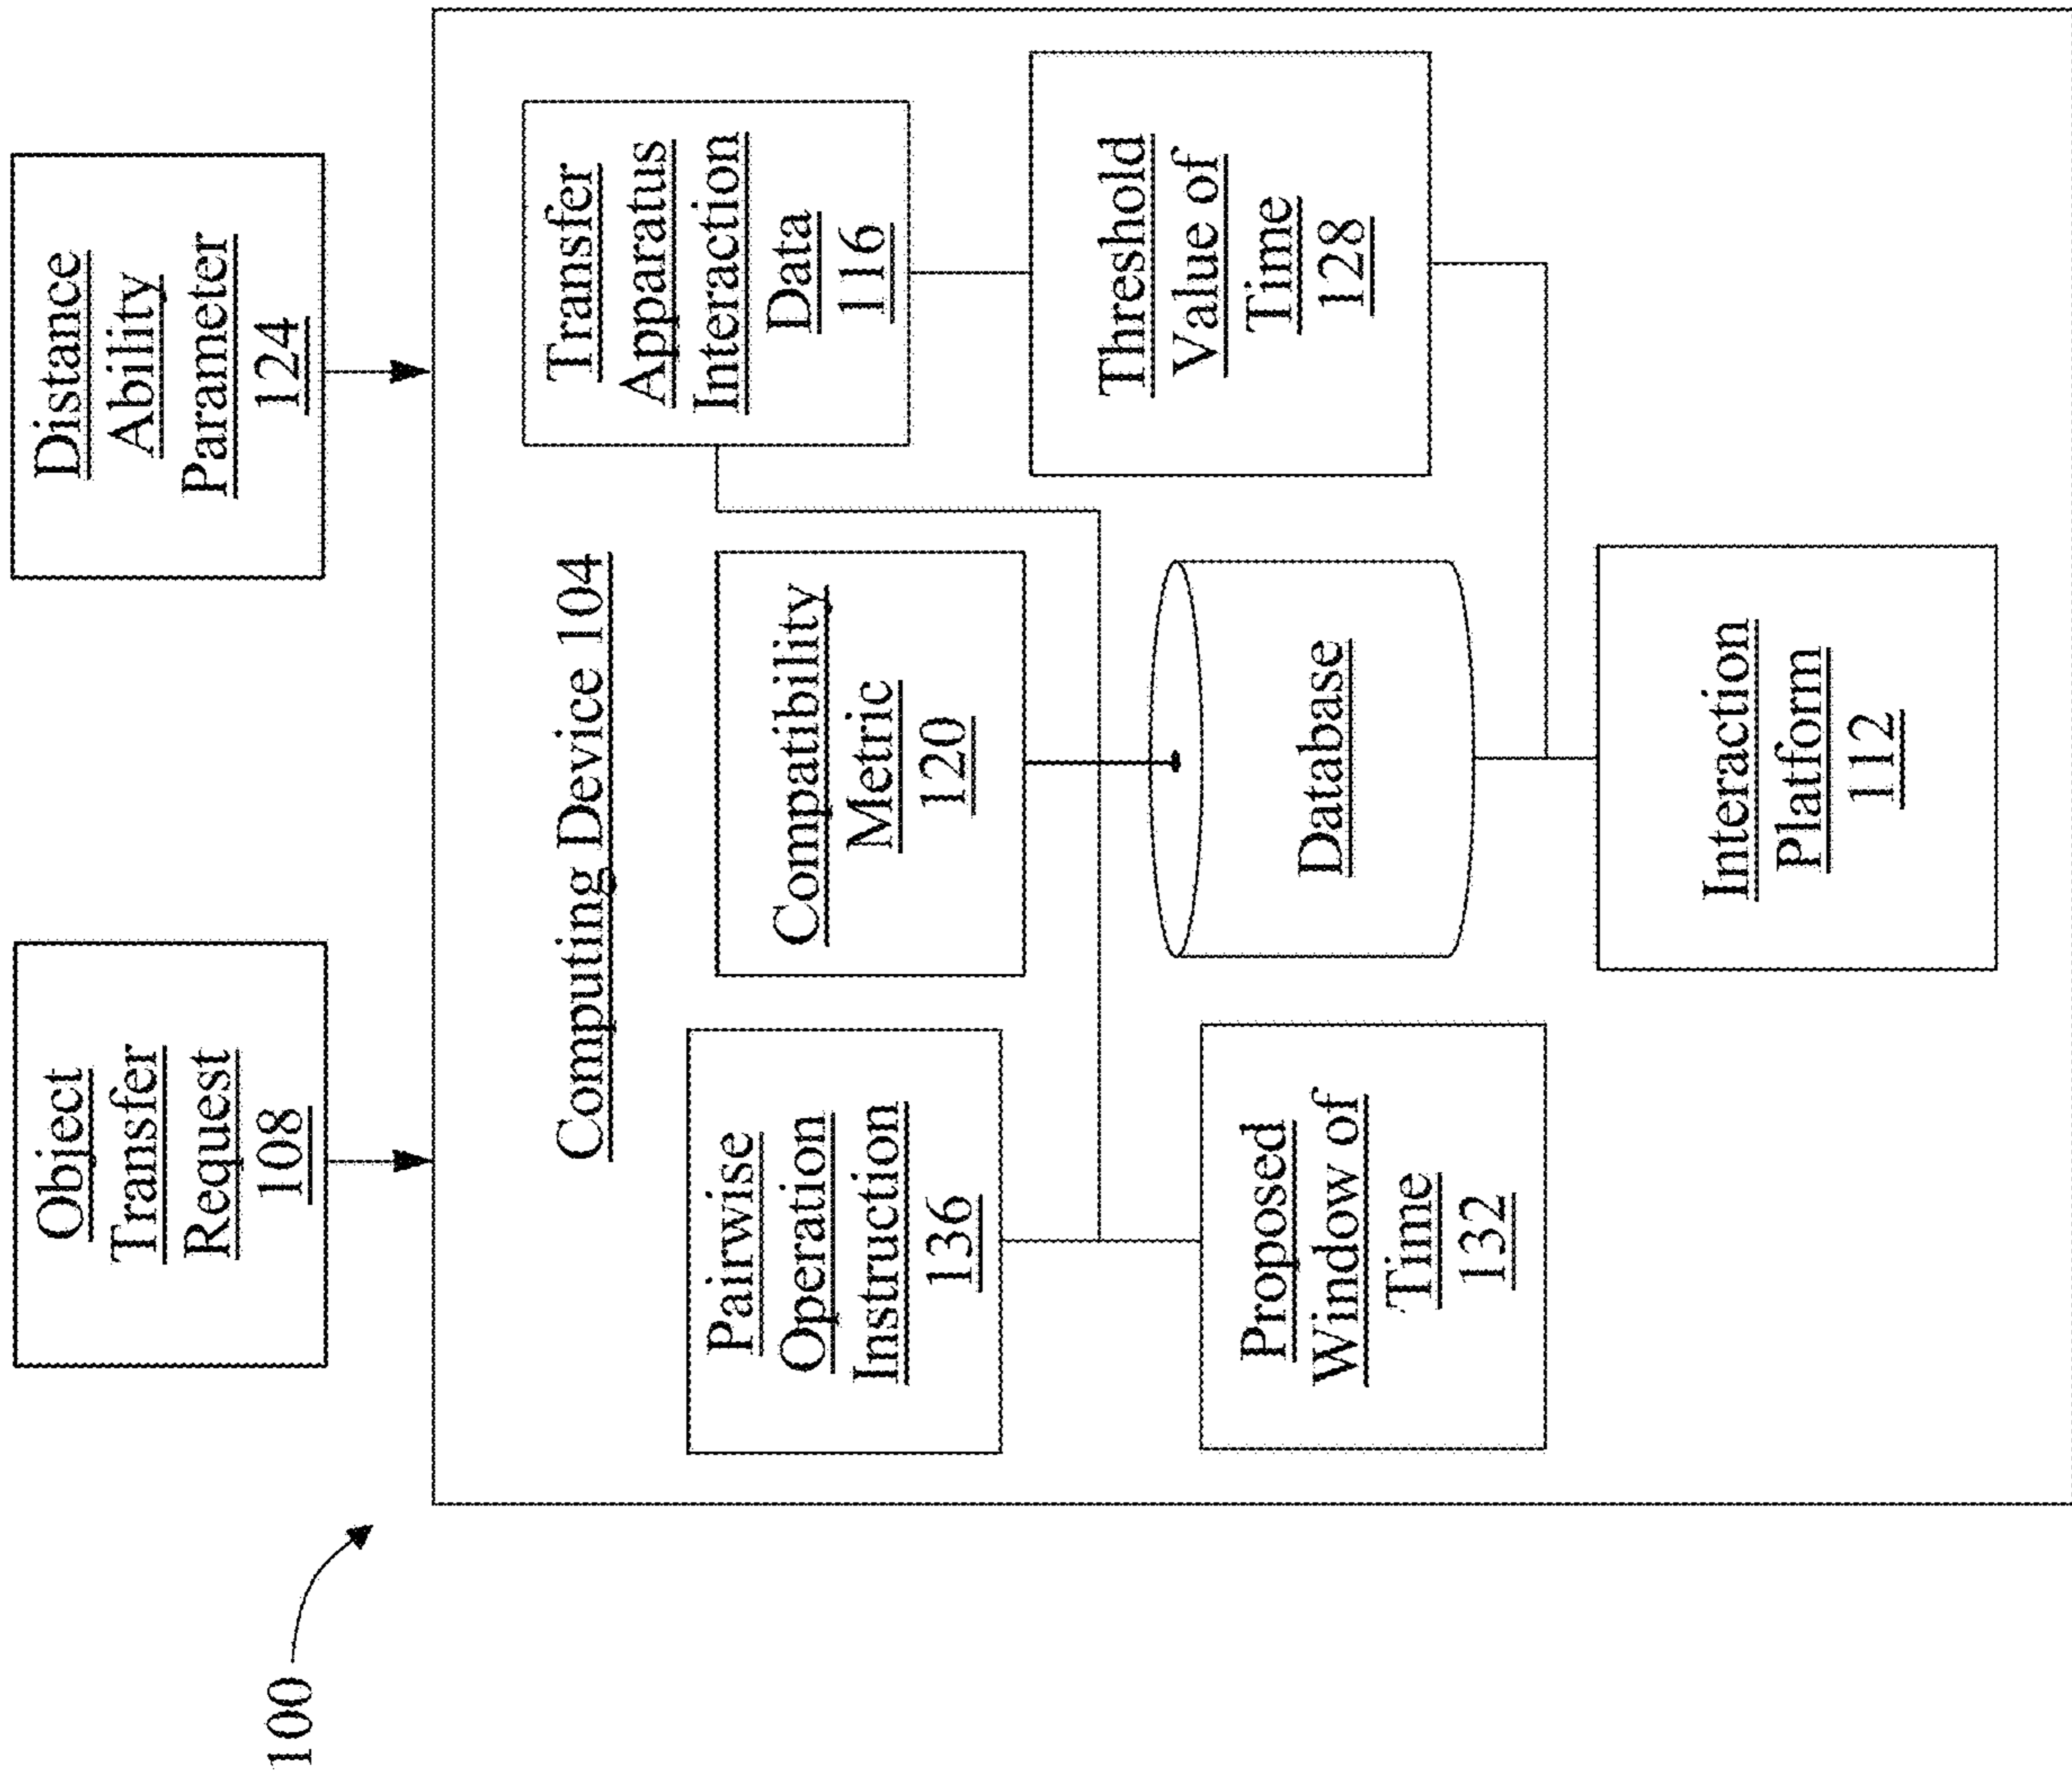 100
Object
Transfer
Request
108
Distance
Ability
Parameter
124
Computing Device 104
Pairwise
Operation
Instruction
136
Compatibility
Metric
120
Transfer
Apparatus
Interaction
Data
116
Proposed
Window of
Time
132
Database
Threshold
Value of
Time
128
Interaction
Platform
112